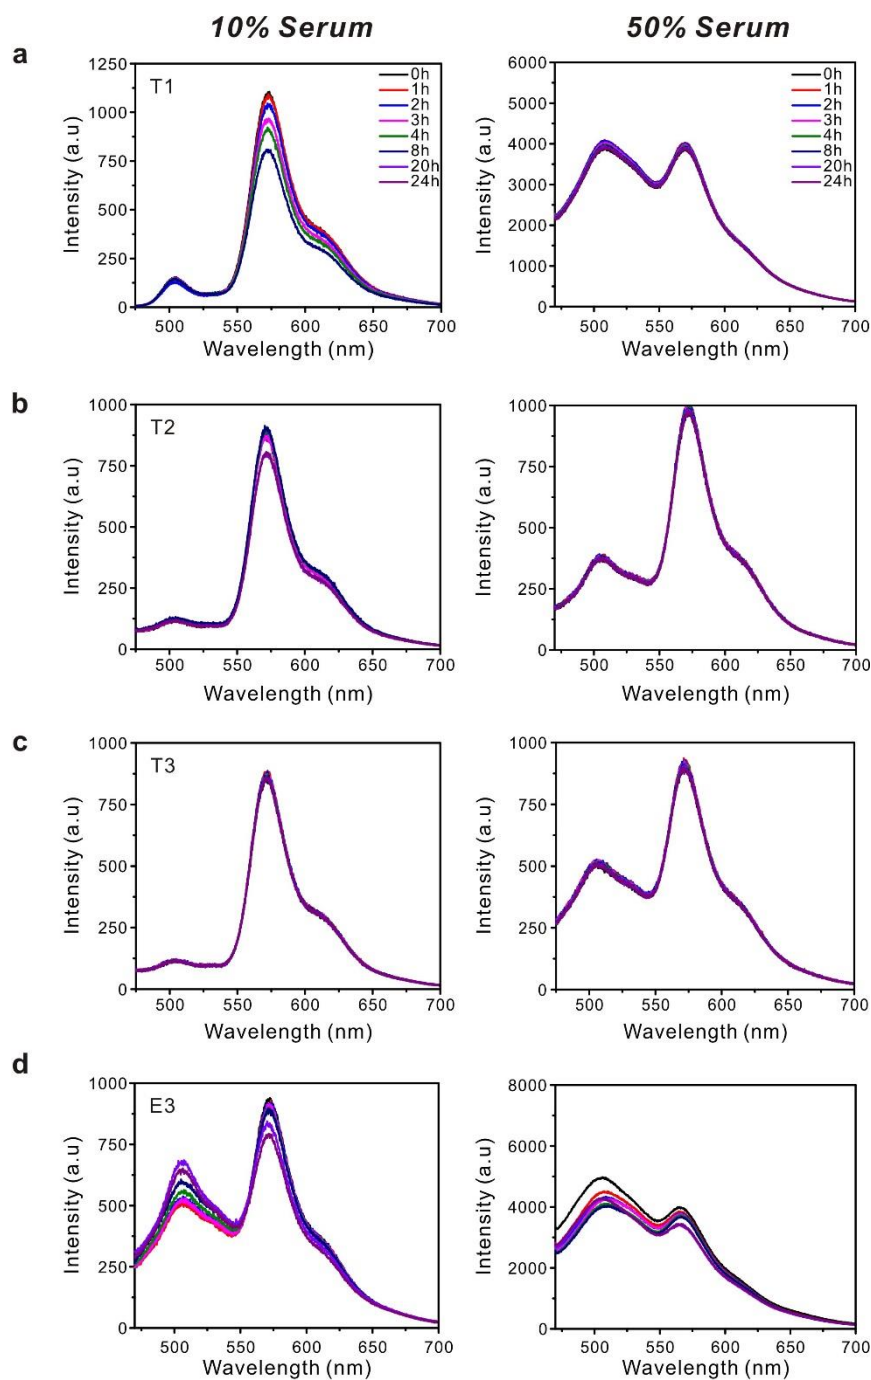 10% Serum
50% Serum
a
T1
1250
1000
750
500
250
0
Intensity (a.u)
500 550 600 650 700
Wavelength (nm)
0h
1h
2h
3h
4h
8h
20h
24h
6000
5000
4000
3000
2000
1000
0
Intensity (a.u)
500 550 600 650 700
Wavelength (nm)
0h
1h
2h
3h
4h
8h
20h
24h
b
T2
1000
750
500
250
0
Intensity (a.u)
500 550 600 650 700
Wavelength (nm)
1000
750
500
250
0
Intensity (a.u)
500 550 600 650 700
Wavelength (nm)
c
T3
1000
750
500
250
0
Intensity (a.u)
500 550 600 650 700
Wavelength (nm)
1000
750
500
250
0
Intensity (a.u)
500 550 600 650 700
Wavelength (nm)
d
E3
1000
750
500
250
0
Intensity (a.u)
500 550 600 650 700
Wavelength (nm)
8000
6000
4000
2000
0
Intensity (a.u)
500 550 600 650 700
Wavelength (nm)